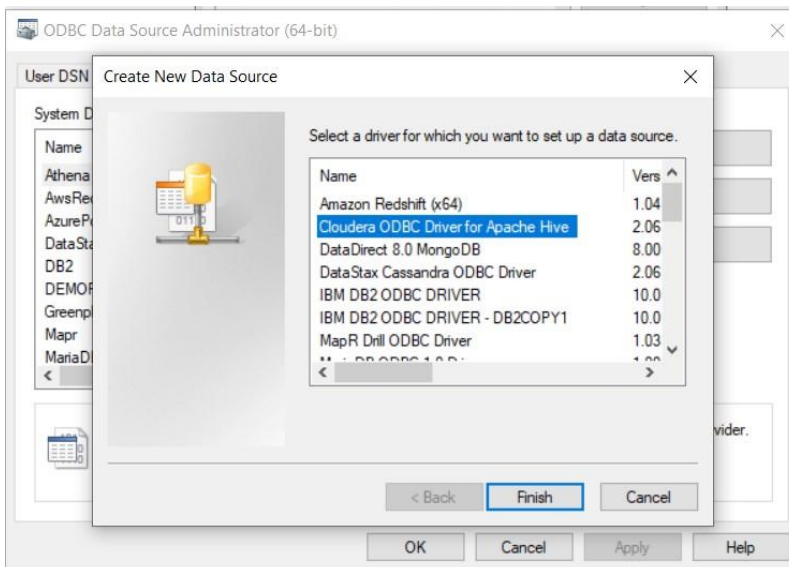 ODBC Data Source Administrator (64-bit)
User DSN
Create New Data Source
System D
Name
Athena
AwsRe
AzureP
DataSta
DB2
Greenpl
Mapr
MariaD
Select a driver for which you want to set up a data source.
Name Vers
Amazon Redshift (x64) 1.04
Cloudera ODBC Driver for Apache Hive 2.06
DataDirect 8.0 MongoDB 8.00
DataStax Cassandra ODBC Driver 2.06
IBM DB2 ODBC DRIVER 10.0
IBM DB2 ODBC DRIVER - DB2COPY1 10.0
MapR Drill ODBC Driver 1.03
vider.
< Back Finish Cancel
OK Cancel Apply Help